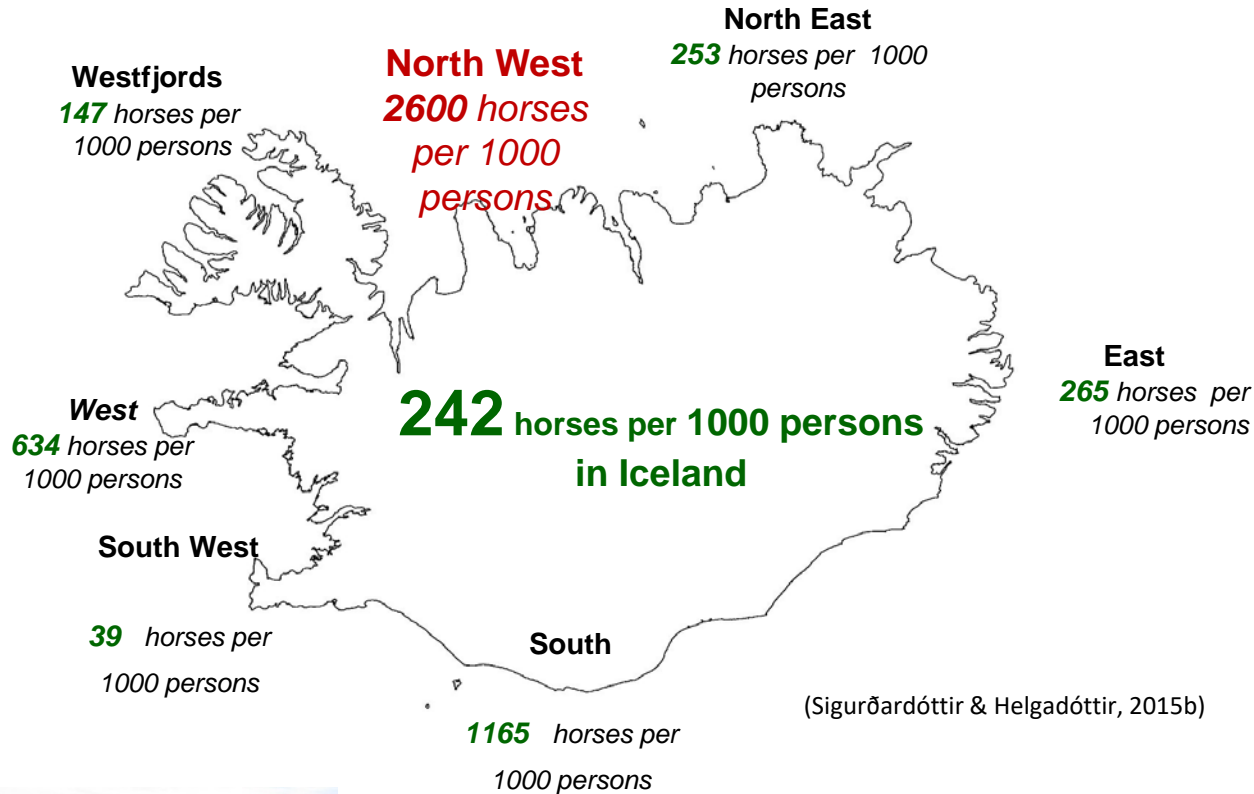 North East
253 horses per 1000
persons
North West
2600 horses
per 1000
persons
Westfjords
147 horses per
1000 persons
East
265 horses per
1000 persons
West
634 horses per
1000 persons
242 horses per 1000 persons
in Iceland
South West
39 horses per
1000 persons
South
1165 horses per
1000 persons
(Sigurðardóttir & Helgadóttir, 2015b)